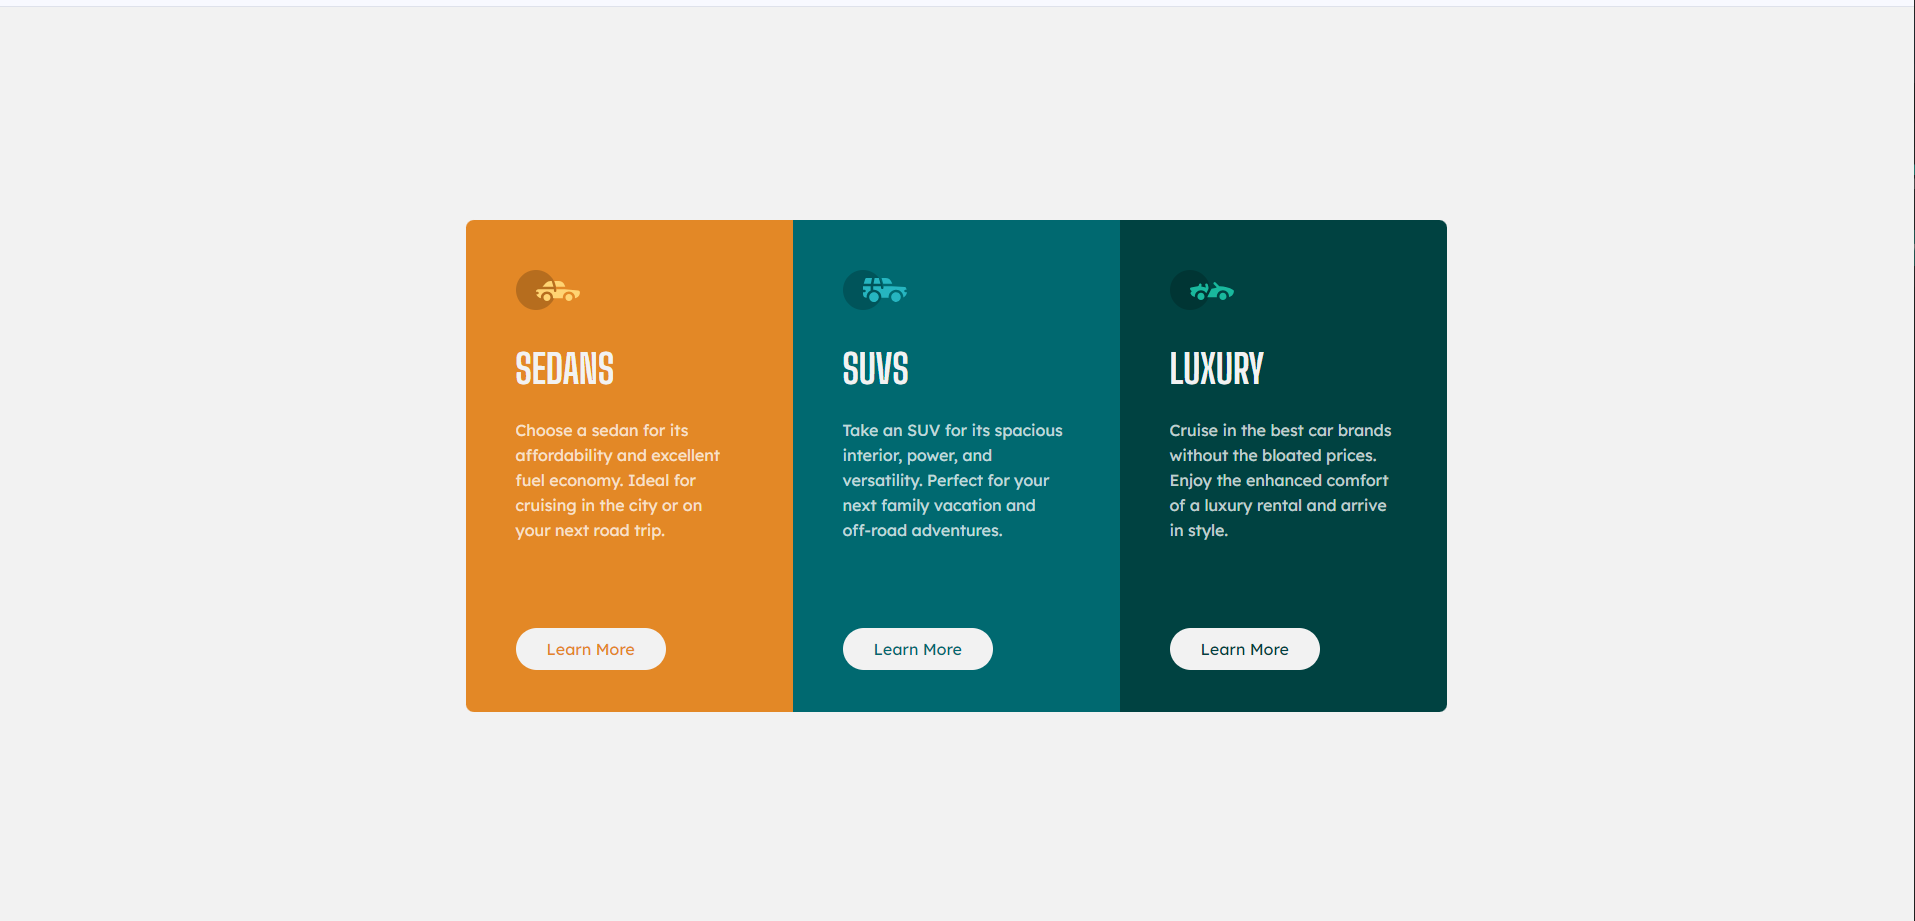 SEDANS
Choose a sedan for its
affordability and excellent
fuel economy. Ideal for
cruising in the city or on
your next road trip.
Learn More
SUVS
Take an SUV for its spacious
interior, power, and
versatility. Perfect for your
next family vacation and
off-road adventures.
Learn More
LUXURY
Cruise in the best car brands
without the bloated prices.
Enjoy the enhanced comfort
of a luxury rental and arrive
in style.
Learn More